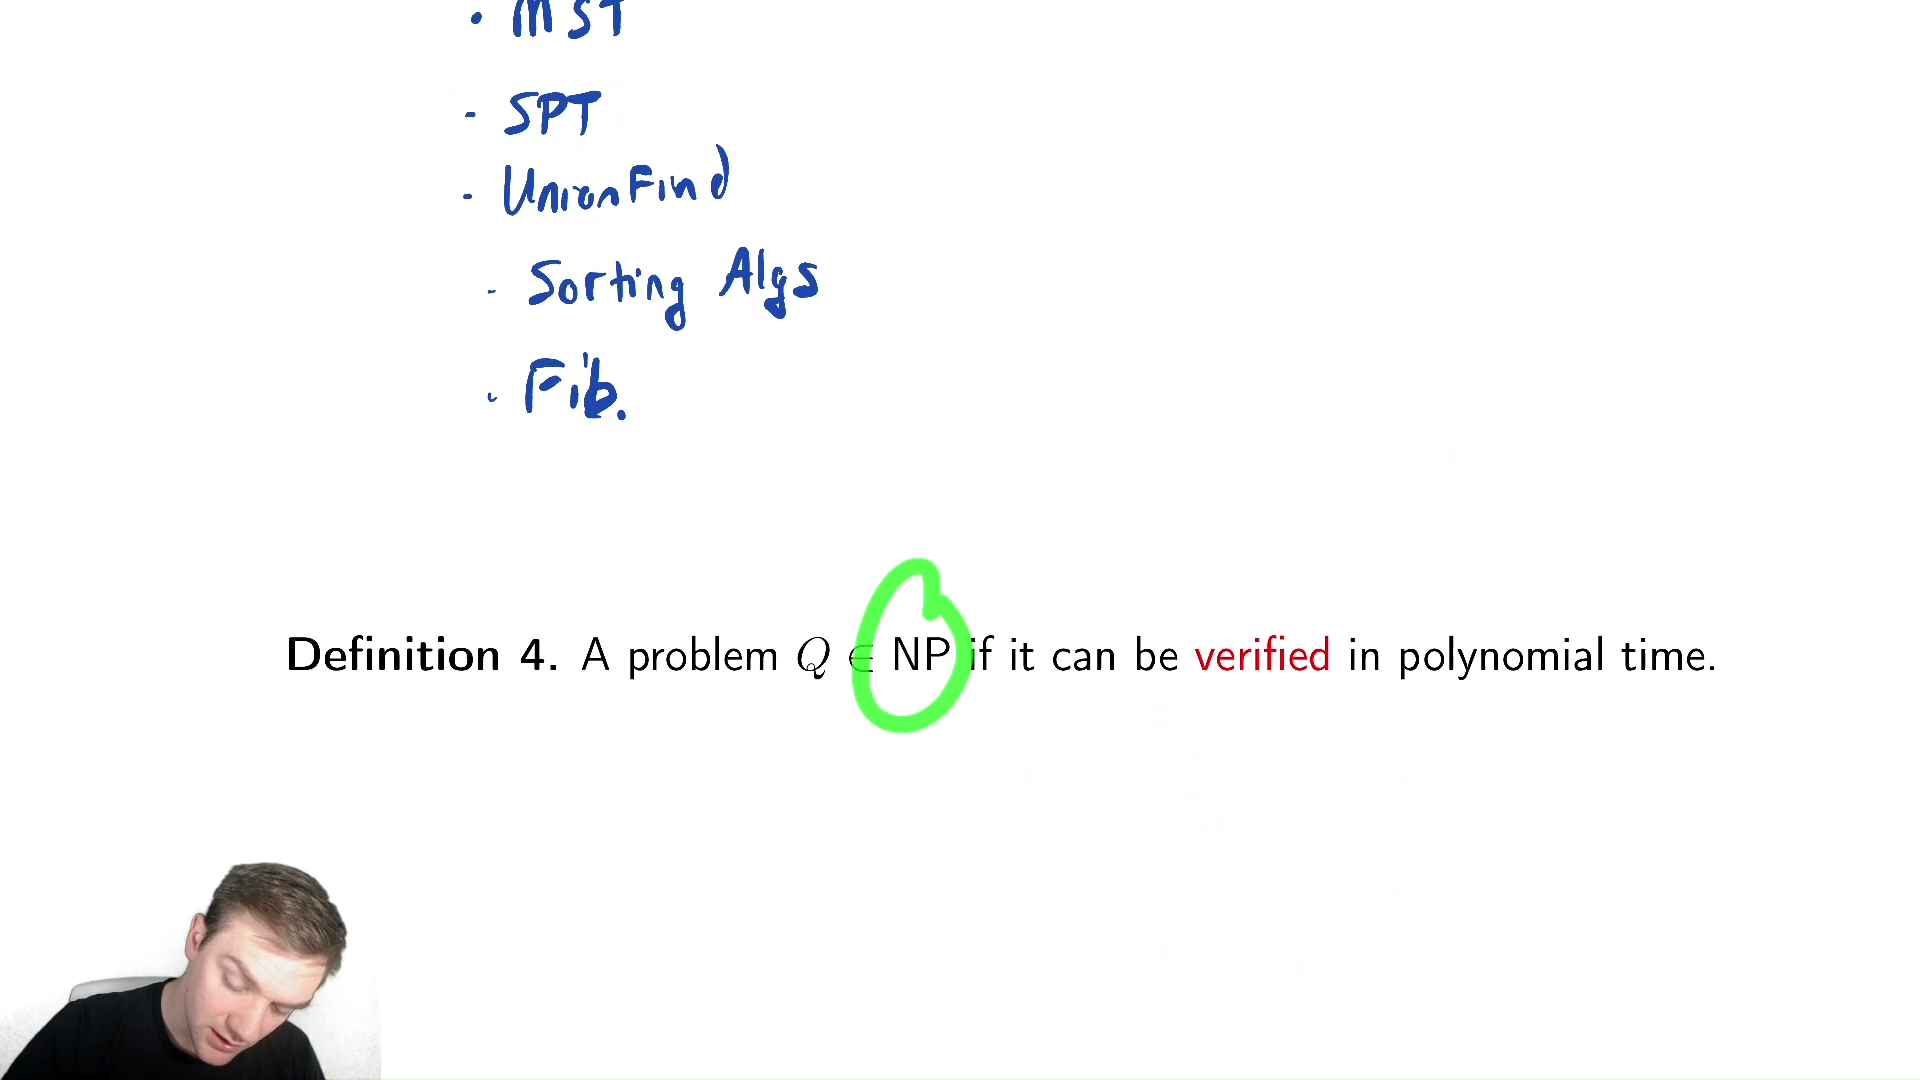 • MST
- SPT
- UnionFind
- Sorting Algs
• Fib.
Definition 4. A problem Q ∈ NP if it can be verified in polynomial time.